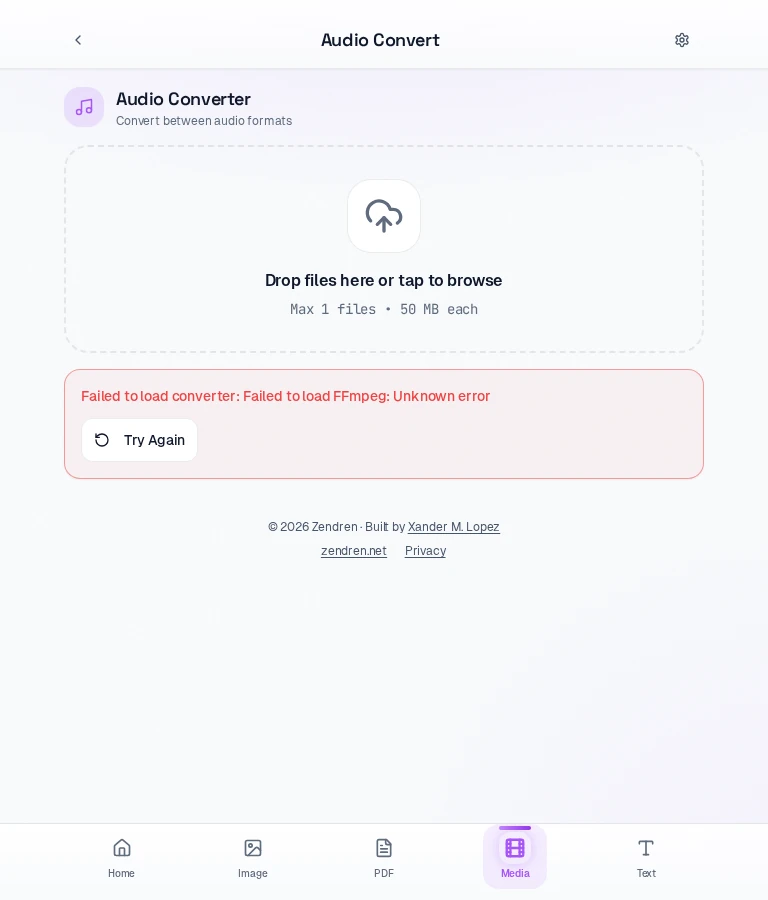 Audio Convert
Audio Converter
Convert between audio formats
Drop files here or tap to browse
Max 1 files • 50 MB each
Failed to load converter: Failed to load FFmpeg: Unknown error
Try Again
© 2026 Zendren · Built by Xander M. Lopez
zendren.net Privacy
Home Image PDF Media Text